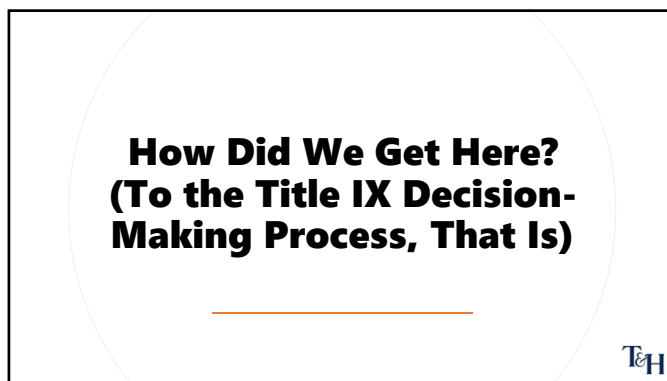 How Did We Get Here?
(To the Title IX Decision-
Making Process, That Is)
T&H